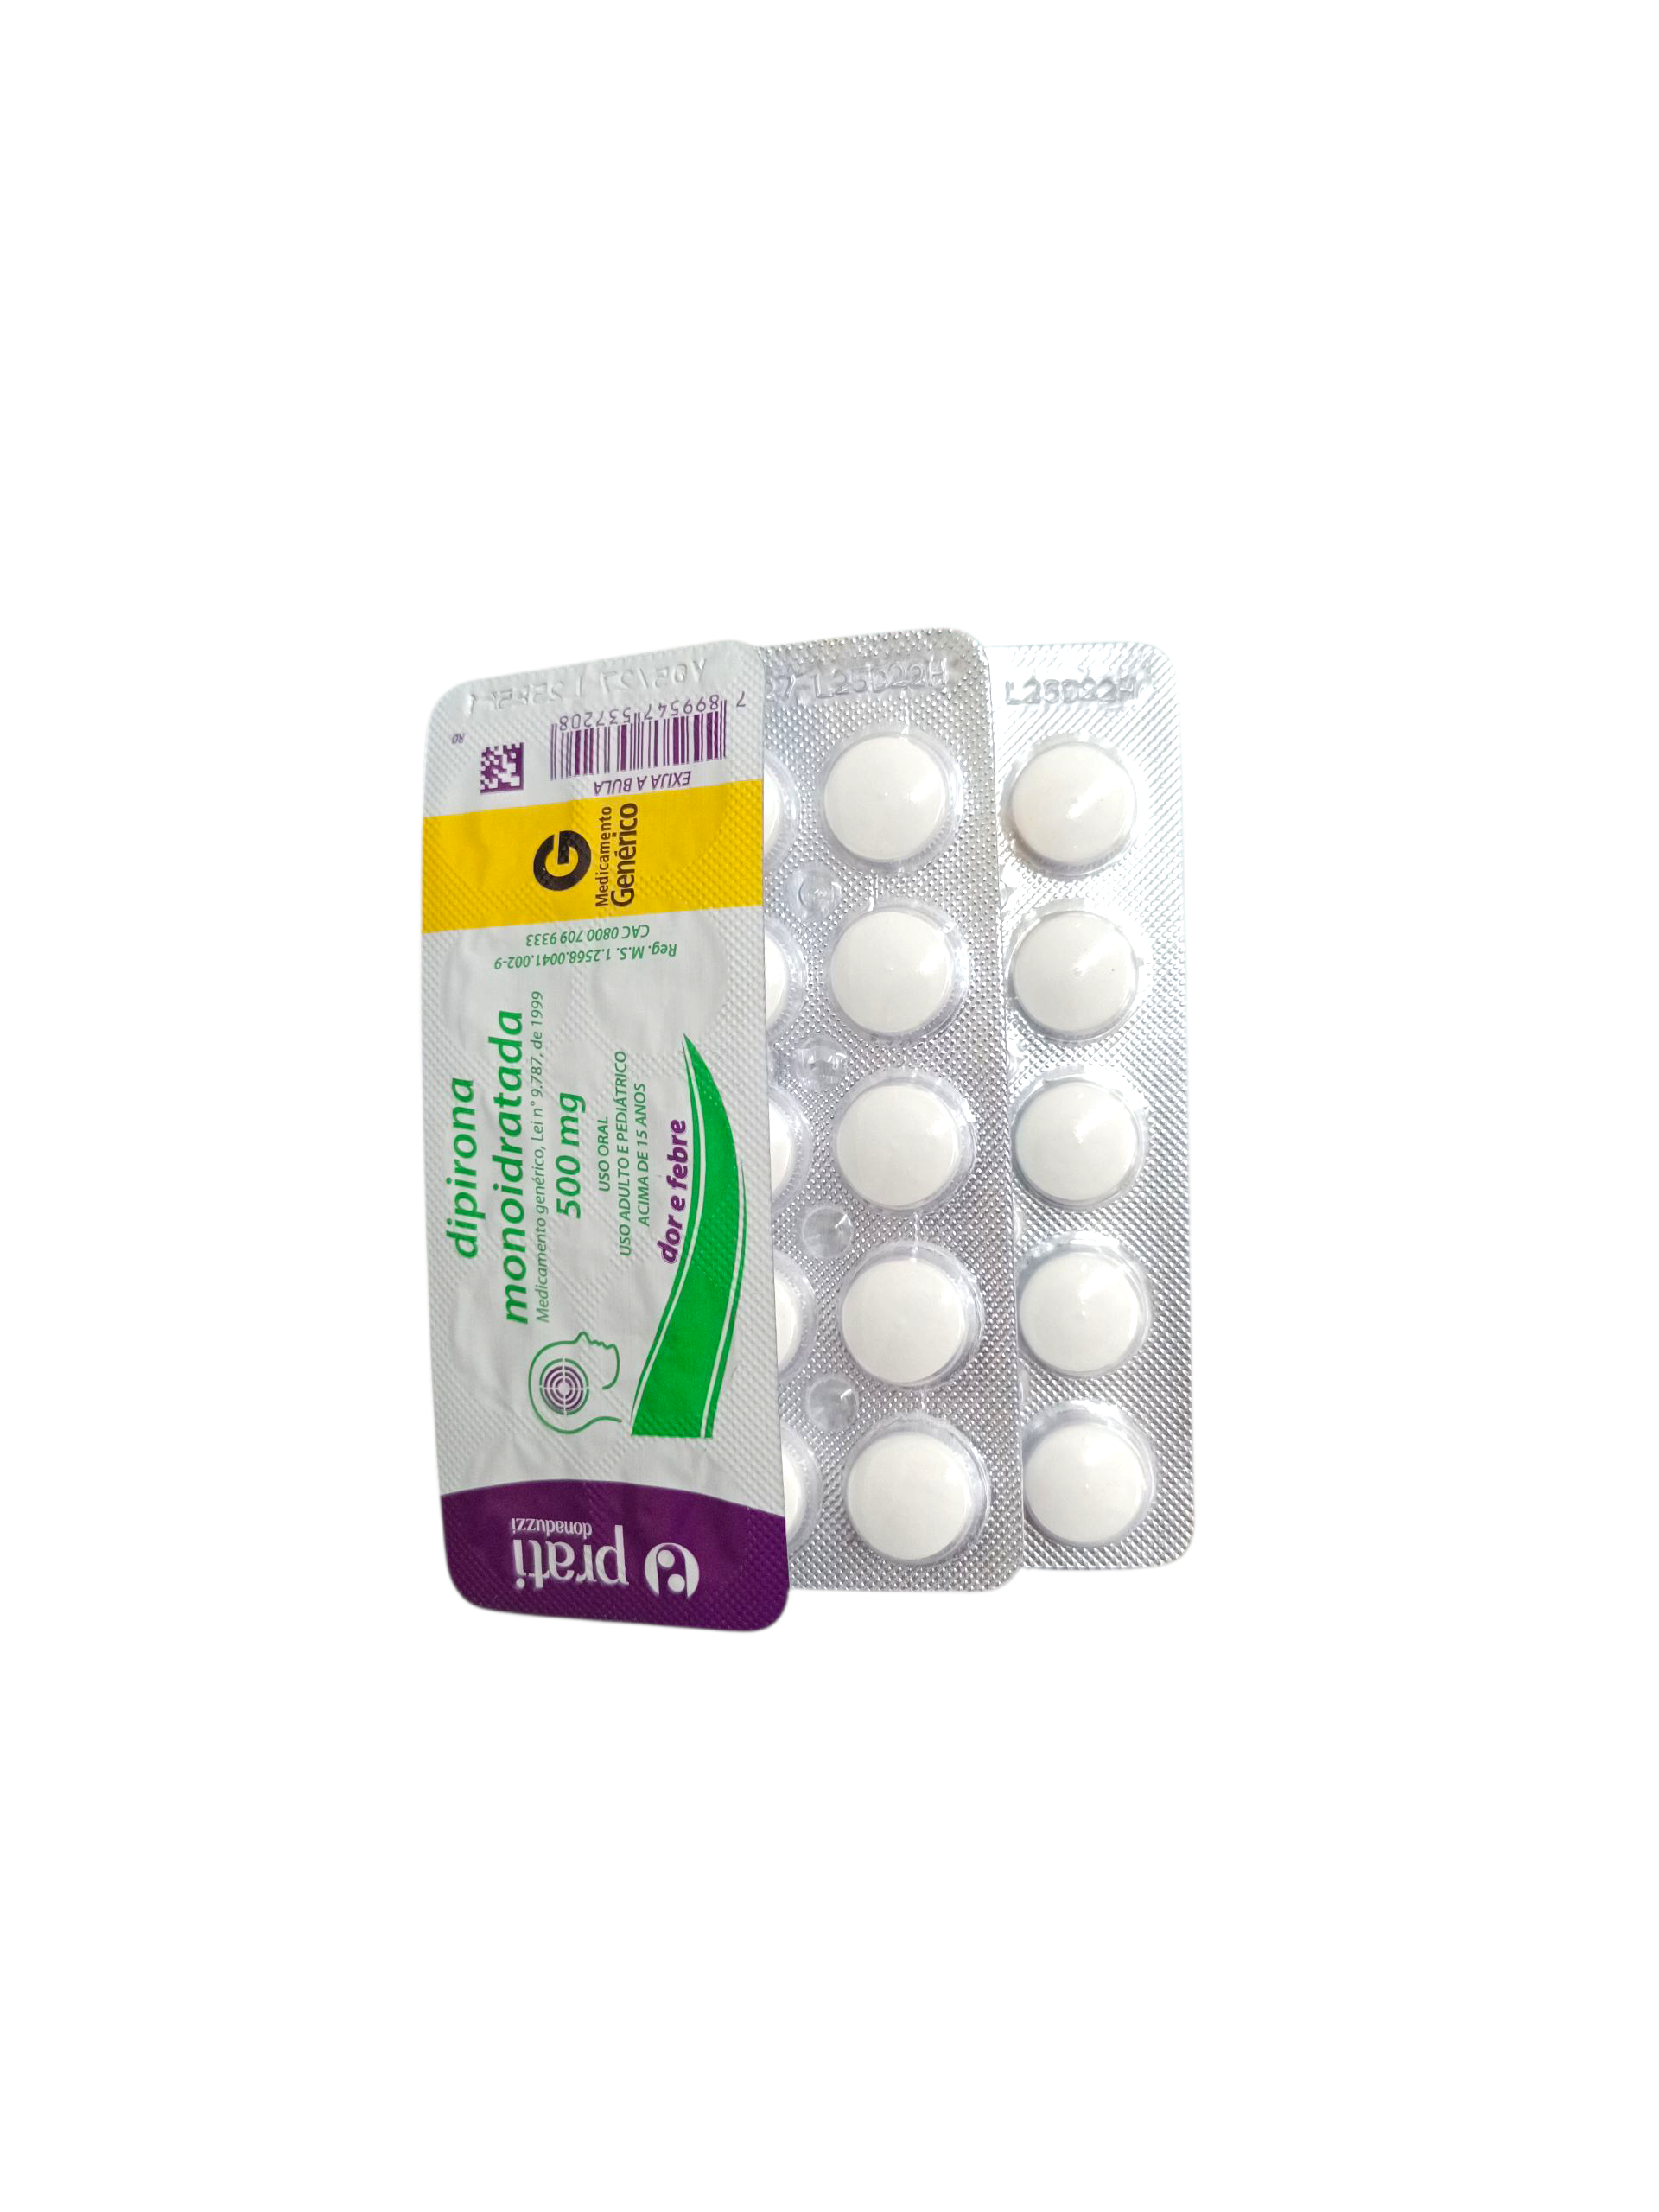 7 899547 537208
EXIJA A BULA
G
Medicamento
Genérico
Reg. M.S. 1.2568.0041.002-9
CAC 0800 709 9333
dipirona
monoidratada
Medicamento genérico, Lei n° 9.787, de 1999
500 mg
USO ORAL
USO ADULTO E PEDIÁTRICO
ACIMA DE 15 ANOS
dor e febre
prati
donaduzzi
L25D22H
L25D22H